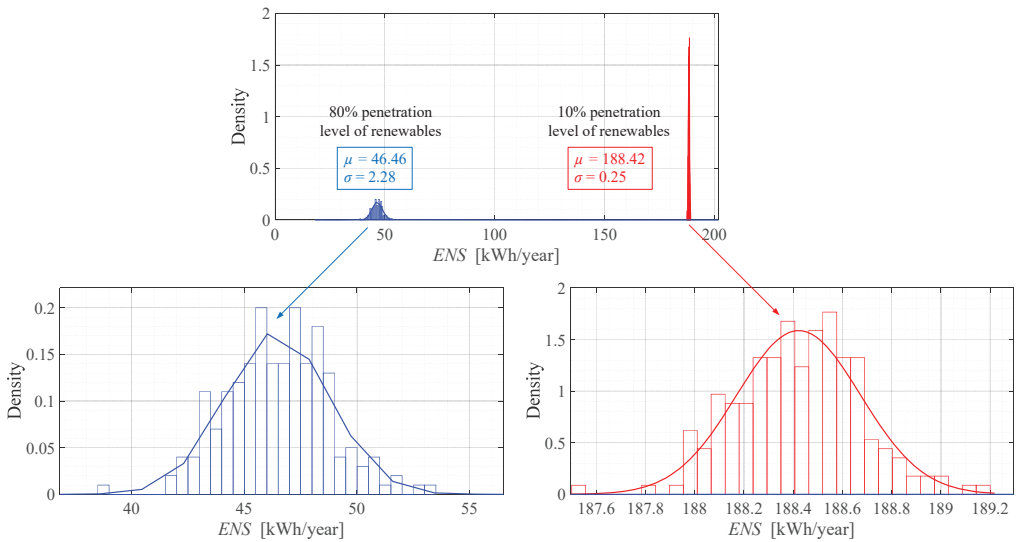 2
1.5
1
0.5
0
Density
80% penetration
level of renewables
μ = 46.46
σ = 2.28
10% penetration
level of renewables
μ = 188.42
σ = 0.25
0 50 100 150 200
ENS [kWh/year]
0.2
0.15
0.1
0.05
0
Density
40 45 50 55
ENS [kWh/year]
2
1.5
1
0.5
0
Density
187.6 187.8 188 188.2 188.4 188.6 188.8 189 189.2
ENS [kWh/year]